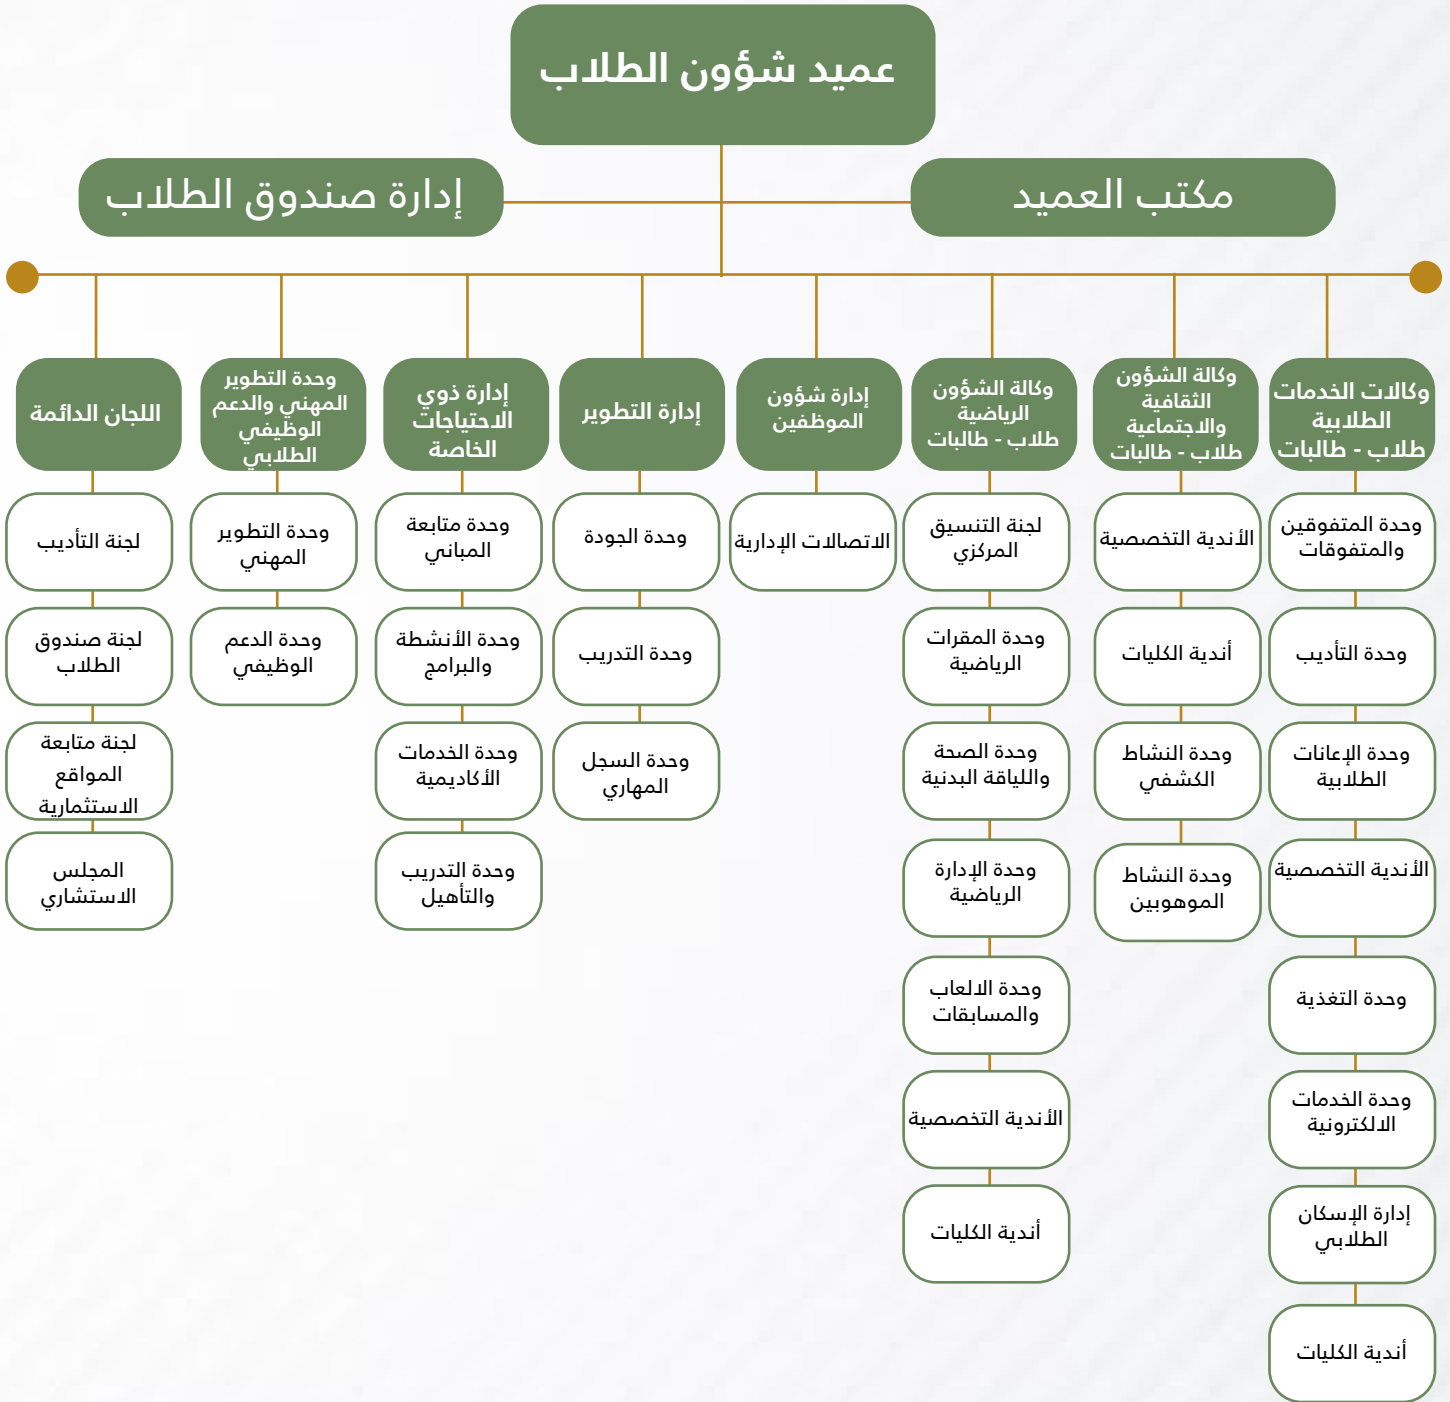 عميد شؤون الطلاب
مكتب العميد
إدارة صندوق الطلاب
وكالات الخدمات
الطلابية
طلاب - طالبات
وحدة المتفوقين
والمتفوقات
وحدة التأديب
وحدة الإعانات
الطلابية
الأندية التخصصية
وحدة التغذية
وحدة الخدمات
الالكترونية
إدارة الإسكان
الطلابي
أندية الكليات
وكالة الشؤون
الثقافية
والاجتماعية
طلاب - طالبات
الأندية التخصصية
أندية الكليات
وحدة النشاط
الكشفي
وحدة النشاط
الموهوبين
وكالة الشؤون
الرياضية
طلاب - طالبات
لجنة التنسيق
المركزي
وحدة المقرات
الرياضية
وحدة الصحة
واللياقة البدنية
وحدة الإدارة
الرياضية
وحدة الالعاب
والمسابقات
الأندية التخصصية
أندية الكليات
إدارة شؤون
الموظفين
الاتصالات الإدارية
إدارة التطوير
وحدة الجودة
وحدة التدريب
وحدة السجل
المهاري
إدارة ذوي
الاحتياجات
الخاصة
وحدة متابعة
المباني
وحدة الأنشطة
والبرامج
وحدة الخدمات
الأكاديمية
وحدة التدريب
والتأهيل
وحدة التطوير
المهني والدعم
الوظيفي
الطلابي
وحدة التطوير
المهني
وحدة الدعم
الوظيفي
اللجان الدائمة
لجنة التأديب
لجنة صندوق
الطلاب
لجنة متابعة
المواقع
الاستثمارية
المجلس
الاستشاري